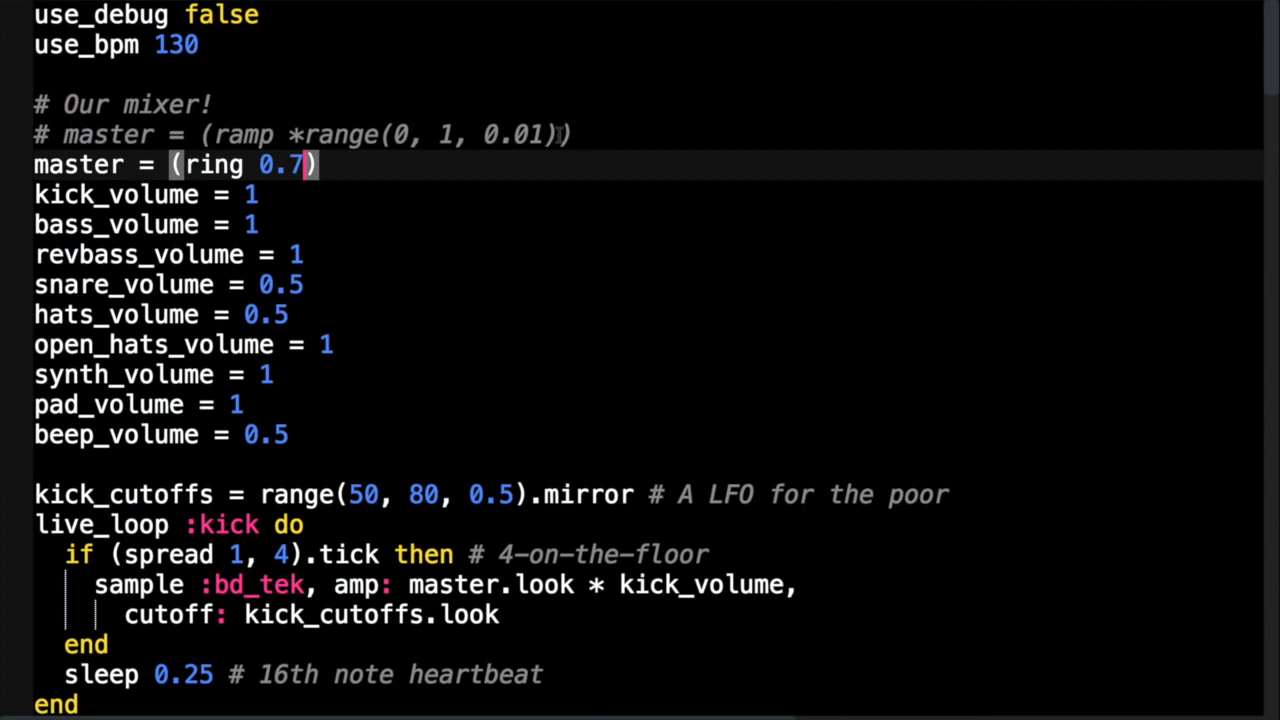 use_debug false
use_bpm 130
# Our mixer!
# master = (ramp *range(0, 1, 0.01))
master = (ring 0.7)
kick_volume = 1
bass_volume = 1
revbass_volume = 1
snare_volume = 0.5
hats_volume = 0.5
open_hats_volume = 1
synth_volume = 1
pad_volume = 1
beep_volume = 0.5
kick_cutoffs = range(50, 80, 0.5).mirror # A LFO for the poor
live_loop :kick do
if (spread 1, 4).tick then # 4-on-the-floor
sample :bd_tek, amp: master.look * kick_volume,
cutoff: kick_cutoffs.look
end
sleep 0.25 # 16th note heartbeat
end